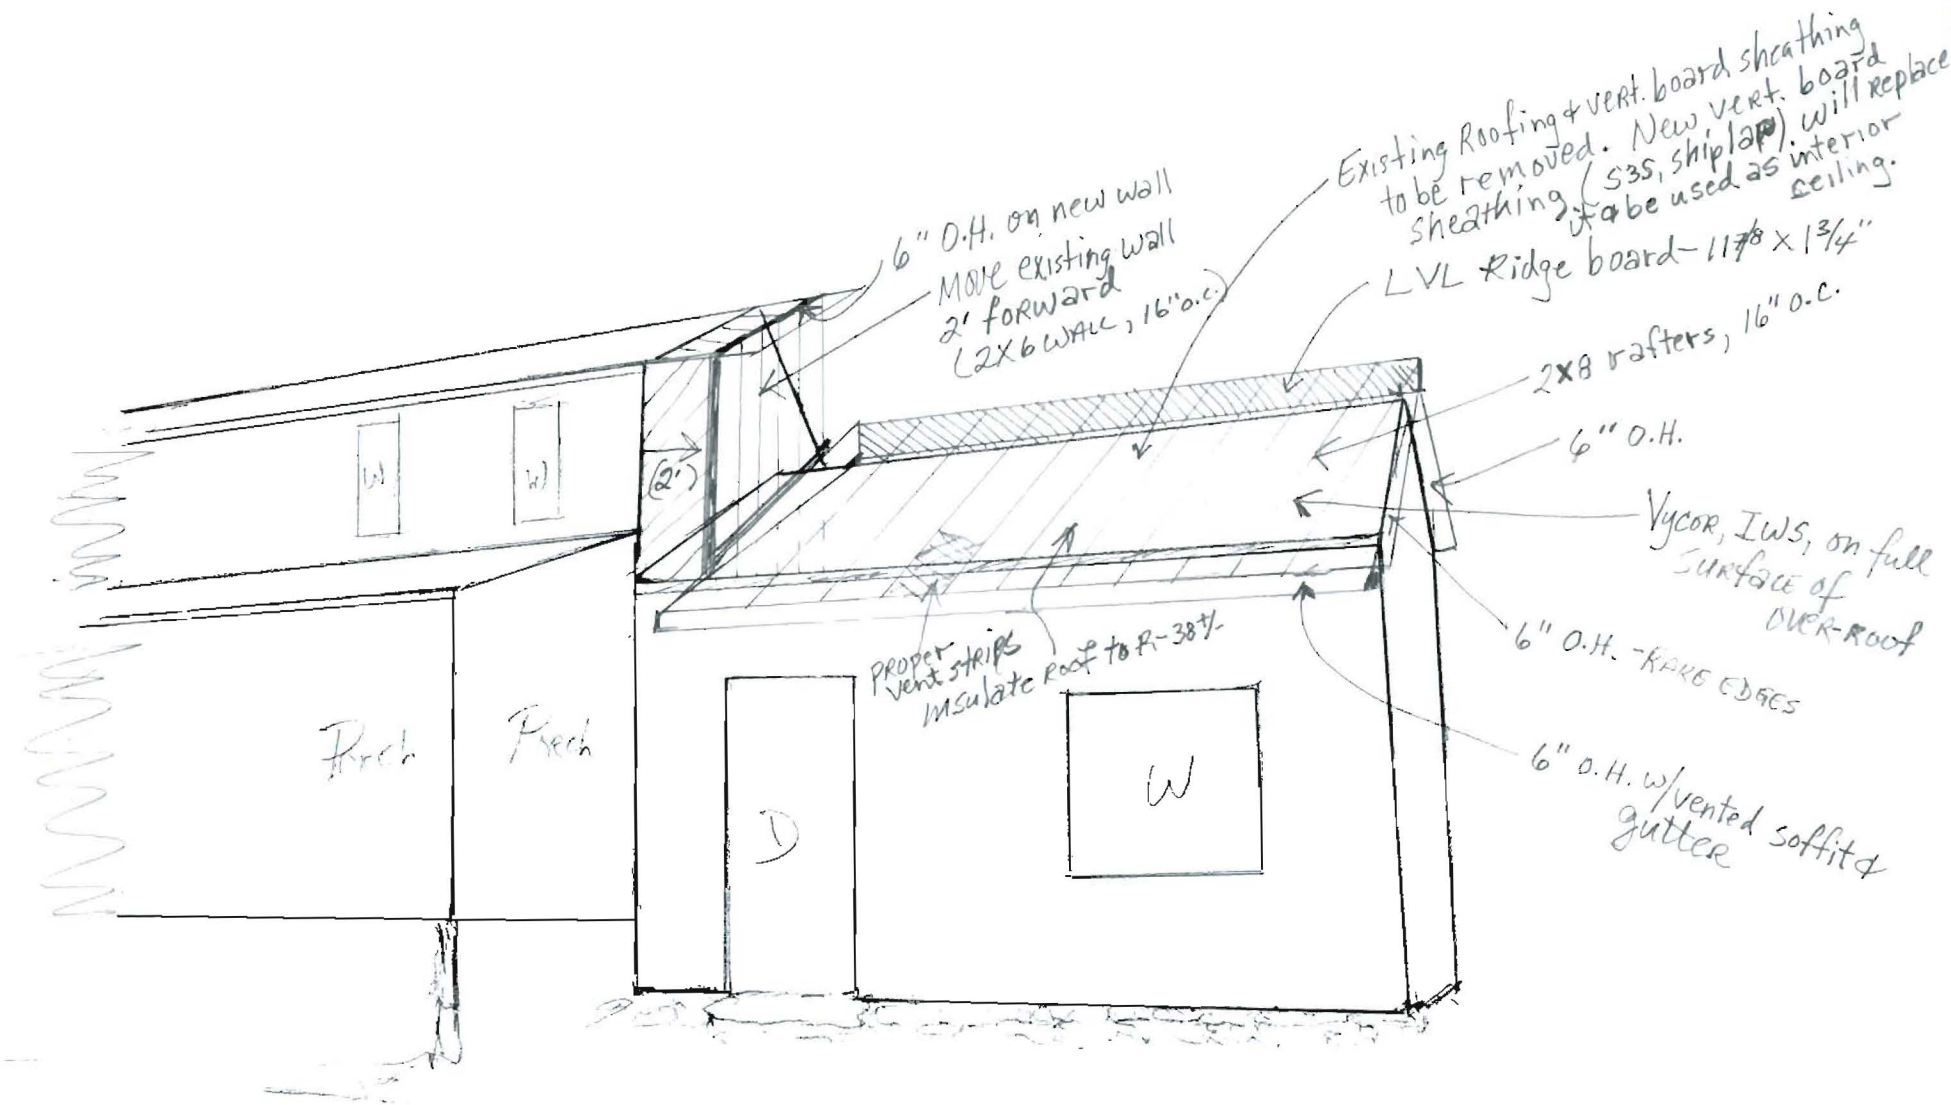 Existing Roofing & vert. board sheathing
to be removed. New vert. board
sheathing (S3S, shiplap) will replace
it & be used as interior
ceiling.
6" O.H. on new wall
Move existing wall
2' forward
(2x6 WALL, 16" o.c.)
LVL Ridge board - 11 7/8 x 1 3/4"
2x8 rafters, 16" o.c.
6" O.H.
Vycor, IWS, on full
surface of
over-roof
6" O.H. - RAKE EDGES
6" O.H. w/vented soffit &
gutter
proper
vent strips
insulate roof to R-38 +/-
W
W
(2')
Porch
Porch
D
W